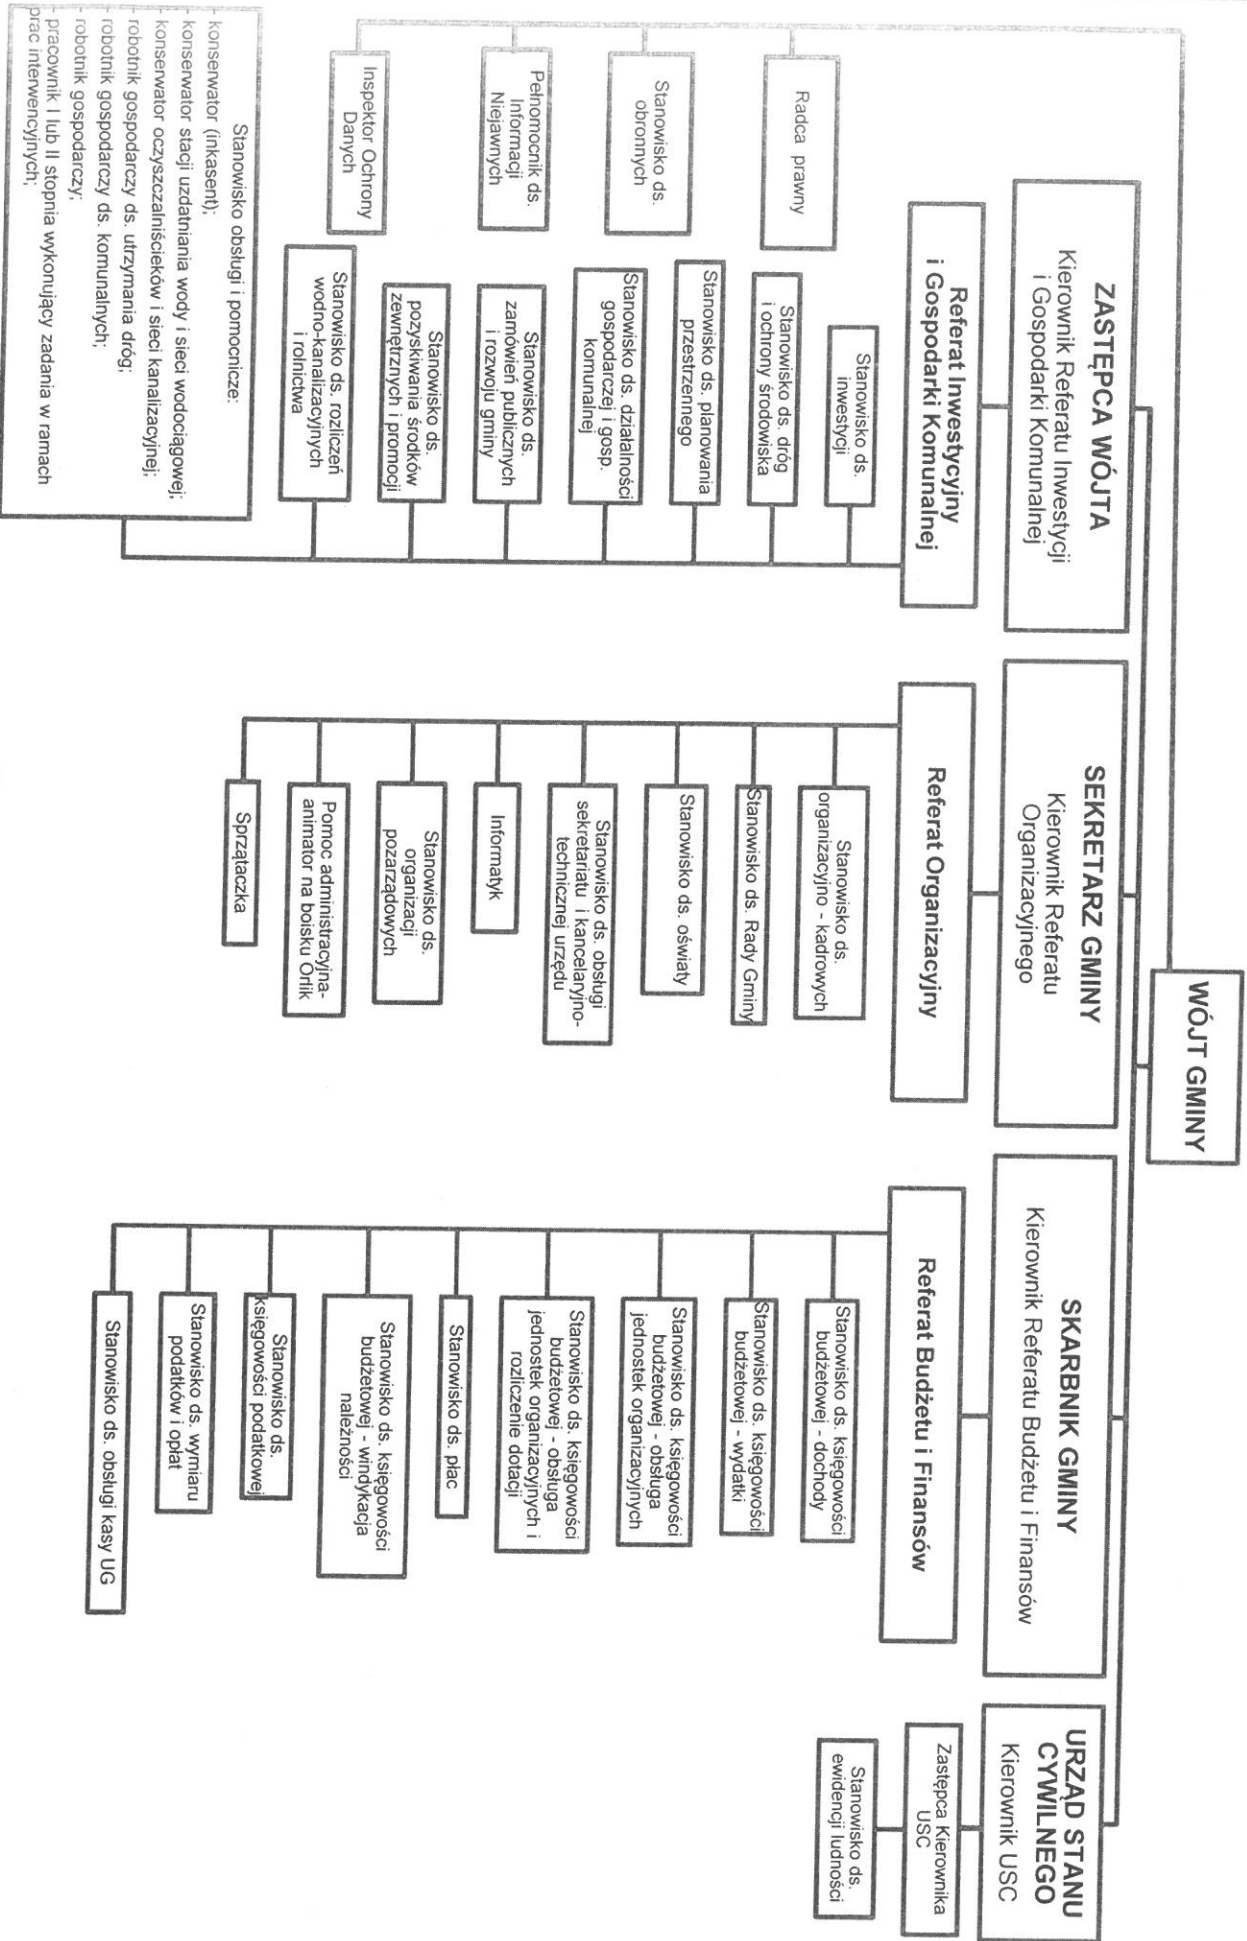 WÓJT GMINY
ZASTĘPCA WÓJTA
Kierownik Referatu Inwestycji
i Gospodarki Komunalnej
SEKRETARZ GMINY
Kierownik Referatu
Organizacyjnego
SKARBNIK GMINY
Kierownik Referatu Budżetu i Finansów
URZĄD STANU
CYWILNEGO
Kierownik USC
Radca prawny
Stanowisko ds.
obronnych
Pełnomocnik ds.
Informacji
Niejawnych
Inspektor Ochrony
Danych
Referat Inwestycyjny
i Gospodarki Komunalnej
Stanowisko ds.
inwestycji
Stanowisko ds. dróg
i ochrony środowiska
Stanowisko ds. planowania
przestrzennego
Stanowisko ds. działalności
gospodarczej i gosp.
komunalnej
Stanowisko ds.
zamówień publicznych
i rozwoju gminy
Stanowisko ds.
pozyskiwania środków
zewnętrznych i promocji
Stanowisko ds. rozliczeń
wodno-kanalizacyjnych
i rolnictwa
Stanowisko obsługi i pomocnicze:
- konserwator (inkasent);
- konserwator stacji uzdatniania wody i sieci wodociągowej;
- konserwator oczyszczalniścieków i sieci kanalizacyjnej;
- robotnik gospodarczy ds. utrzymania dróg;
- robotnik gospodarczy ds. komunalnych;
- robotnik gospodarczy;
- pracownik I lub II stopnia wykonujący zadania w ramach
prac interwencyjnych;
Referat Organizacyjny
Stanowisko ds.
organizacyjno - kadrowych
Stanowisko ds. Rady Gminy
Stanowisko ds. oświaty
Stanowisko ds. obsługi
sekretariatu i kancelaryjno-
technicznej urzędu
Informatyk
Stanowisko ds.
organizacji
pozarządowych
Pomoc administracyjna-
animator na boisku Orlik
Sprzątaczka
Referat Budżetu i Finansów
Stanowisko ds. księgowości
budżetowej - dochody
Stanowisko ds. księgowości
budżetowej - wydatki
Stanowisko ds. księgowości
budżetowej - obsługa
jednostek organizacyjnych
Stanowisko ds. księgowości
budżetowej - obsługa
jednostek organizacyjnych i
rozliczenie dotacji
Stanowisko ds. płac
Stanowisko ds. księgowości
budżetowej - windykacja
należności
Stanowisko ds.
księgowości podatkowej
Stanowisko ds. wymiaru
podatków i opłat
Stanowisko ds. obsługi kasy UG
Zastępca Kierownika
USC
Stanowisko ds.
ewidencji ludności